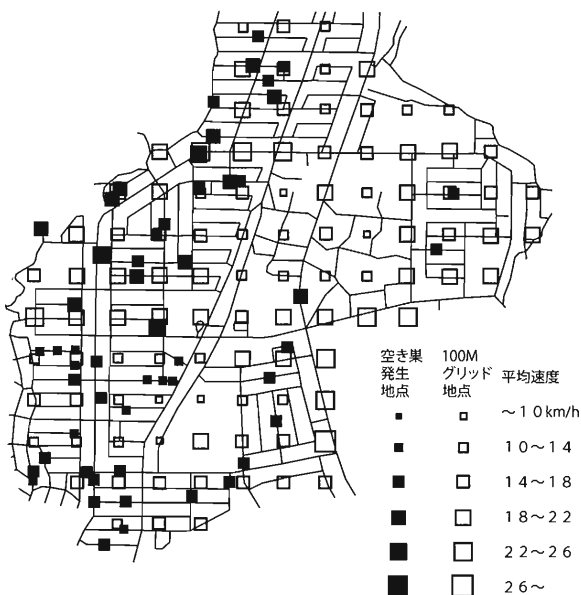 空き巣 100M
発生 グリッド 平均速度
地点 地点
～10km/h
10～14
14～18
18～22
22～26
26～